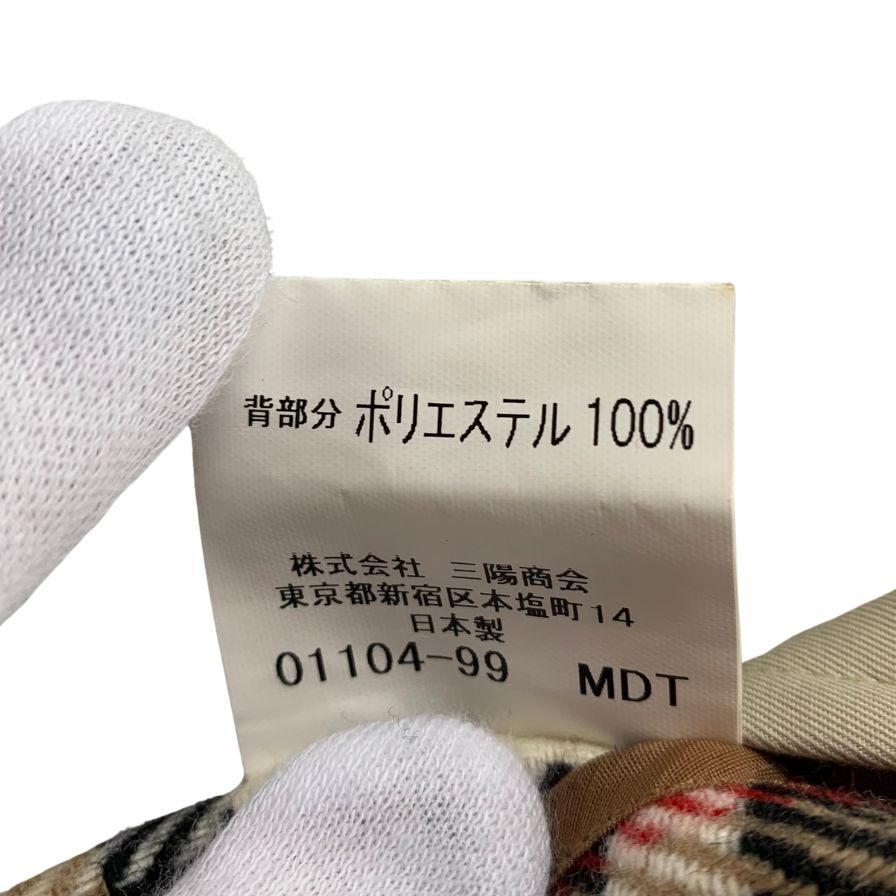 背部分 ポリエステル 100%
株式会社 三陽商会
東京都新宿区本塩町14
日本製
01104-99 MDT